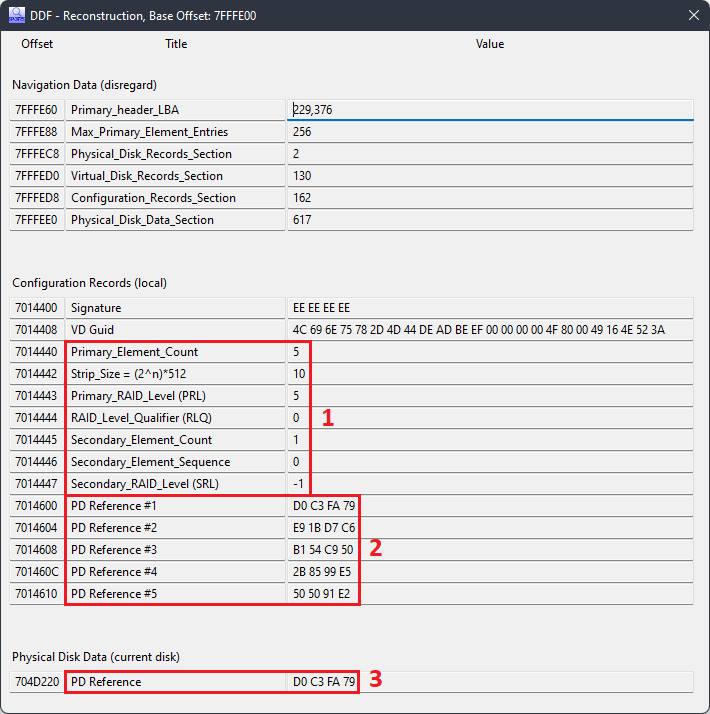 DDF - Reconstruction, Base Offset: 7FFFE00
Offset Title Value
Navigation Data (disregard)
7FFFE60 Primary_header_LBA 229,376
7FFFE88 Max_Primary_Element_Entries 256
7FFFEC8 Physical_Disk_Records_Section 2
7FFFED0 Virtual_Disk_Records_Section 130
7FFFED8 Configuration_Records_Section 162
7FFFEE0 Physical_Disk_Data_Section 617
Configuration Records (local)
7014400 Signature EE EE EE EE
7014408 VD Guid 4C 69 6E 75 78 2D 4D 44 DE AD BE EF 00 00 00 00 4F 80 00 49 16 4E 52 3A
7014440 Primary_Element_Count 5
7014442 Strip_Size = (2^n)*512 10
7014443 Primary_RAID_Level (PRL) 5
7014444 RAID_Level_Qualifier (RLQ) 0 1
7014445 Secondary_Element_Count 1
7014446 Secondary_Element_Sequence 0
7014447 Secondary_RAID_Level (SRL) -1
7014600 PD Reference #1 D0 C3 FA 79
7014604 PD Reference #2 E9 1B D7 C6
7014608 PD Reference #3 B1 54 C9 50 2
701460C PD Reference #4 2B 85 99 E5
7014610 PD Reference #5 50 50 91 E2
Physical Disk Data (current disk)
704D220 PD Reference D0 C3 FA 79 3